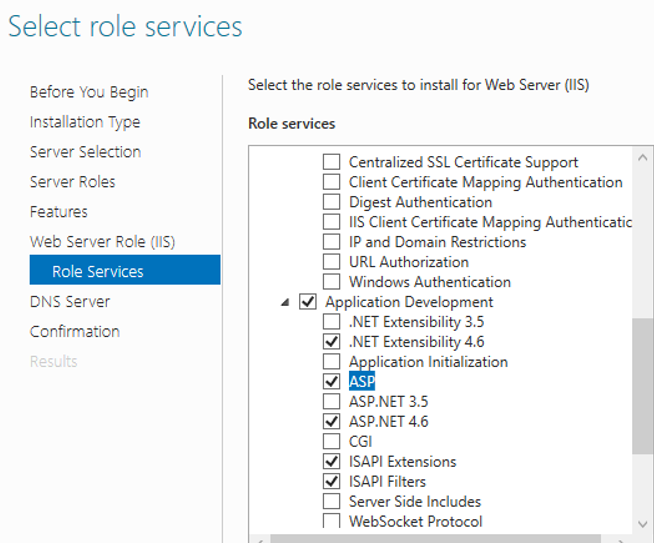 Select role services
Before You Begin
Installation Type
Server Selection
Server Roles
Features
Web Server Role (IIS)
Role Services
DNS Server
Confirmation
Results
Select the role services to install for Web Server (IIS)
Role services
Centralized SSL Certificate Support
Client Certificate Mapping Authentication
Digest Authentication
IIS Client Certificate Mapping Authenticatic
IP and Domain Restrictions
URL Authorization
Windows Authentication
Application Development
.NET Extensibility 3.5
.NET Extensibility 4.6
Application Initialization
ASP
ASP.NET 3.5
ASP.NET 4.6
CGI
ISAPI Extensions
ISAPI Filters
Server Side Includes
WebSocket Protocol